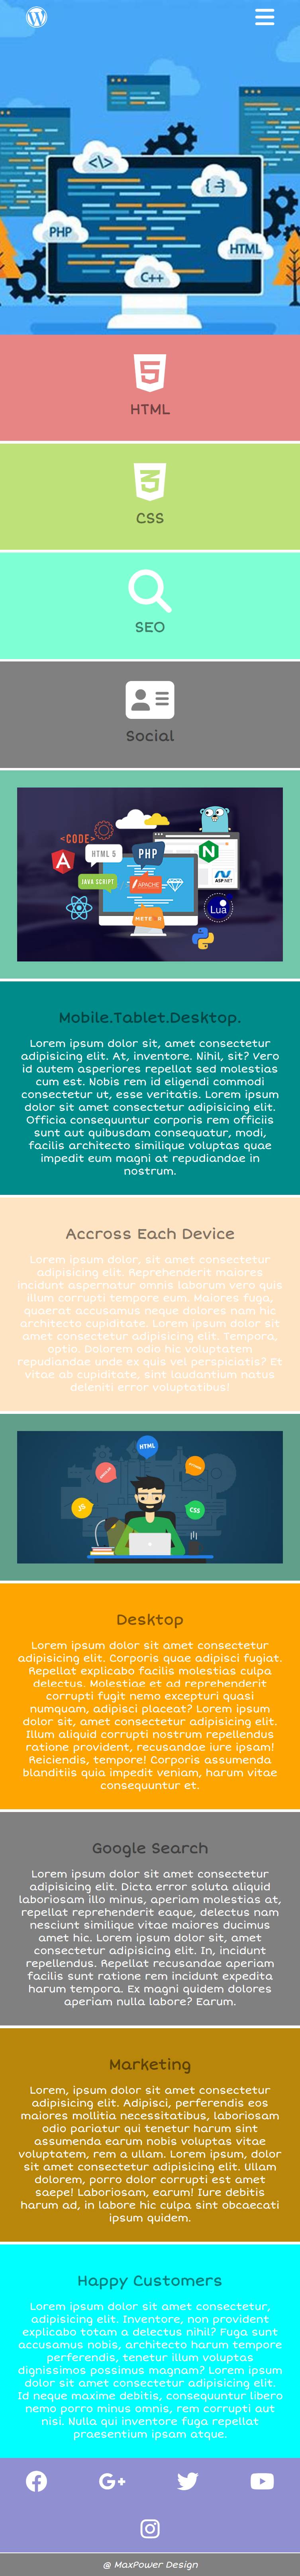 </>
{-}
PHP
HTML
C++
HTML
CSS
SEO
Social
<CODE>
HTML 5
PHP
JAVA SCRIPT
APACHE
ASP.NET
METEOR
Lua
Mobile.Tablet.Desktop.
Lorem ipsum dolor sit, amet consectetur
adipisicing elit. At, inventore. Nihil, sit? Vero
id autem asperiores repellat sed molestias
cum est. Nobis rem id eligendi commodi
consectetur ut, esse veritatis. Lorem ipsum
dolor sit amet consectetur adipisicing elit.
Officia consequuntur corporis rem officiis
sunt aut quibusdam consequatur, modi,
facilis architecto similique voluptas quae
impedit eum magni at repudiandae in
nostrum.
Accross Each Device
Lorem ipsum dolor, sit amet consectetur
adipisicing elit. Reprehenderit maiores
incidunt aspernatur omnis laborum vero quis
illum corrupti tempore eum. Maiores fuga,
quaerat accusamus neque dolores nam hic
architecto cupiditate. Lorem ipsum dolor sit
amet consectetur adipisicing elit. Tempora,
optio. Dolorem odio hic voluptatem
repudiandae unde ex quis vel perspiciatis? Et
vitae ab cupiditate, sint laudantium natus
deleniti error voluptatibus!
HTML
JS
CSS
Desktop
Lorem ipsum dolor sit amet consectetur
adipisicing elit. Corporis quae adipisci fugiat.
Repellat explicabo facilis molestias culpa
delectus. Molestiae et ad reprehenderit
corrupti fugit nemo excepturi quasi
numquam, adipisci placeat? Lorem ipsum
dolor sit, amet consectetur adipisicing elit.
Illum aliquid corrupti nostrum repellendus
ratione provident, recusandae iure ipsam!
Reiciendis, tempore! Corporis assumenda
blanditiis quia impedit veniam, harum vitae
consequuntur et.
Google Search
Lorem ipsum dolor sit amet consectetur
adipisicing elit. Dicta error soluta aliquid
laboriosam illo minus, aperiam molestias at,
repellat reprehenderit eaque, delectus nam
nesciunt similique vitae maiores ducimus
amet hic. Lorem ipsum dolor sit, amet
consectetur adipisicing elit. In, incidunt
repellendus. Repellat recusandae aperiam
facilis sunt ratione rem incidunt expedita
harum tempora. Ex magni quidem dolores
aperiam nulla labore? Earum.
Marketing
Lorem, ipsum dolor sit amet consectetur
adipisicing elit. Adipisci, perferendis eos
maiores mollitia necessitatibus, laboriosam
odio pariatur qui tenetur harum sint
assumenda earum nobis voluptas vitae
voluptatem, rem a ullam. Lorem ipsum, dolor
sit amet consectetur adipisicing elit. Ullam
dolorem, porro dolor corrupti est amet
saepe! Laboriosam, earum! Iure debitis
harum ad, in labore hic culpa sint obcaecati
ipsum quidem.
Happy Customers
Lorem ipsum dolor sit amet consectetur,
adipisicing elit. Inventore, non provident
explicabo totam a delectus nihil? Fuga sunt
accusamus nobis, architecto harum tempore
perferendis, tenetur illum voluptas
dignissimos possimus magnam? Lorem ipsum
dolor sit amet consectetur adipisicing elit.
Id neque maxime debitis, consequuntur libero
nemo porro minus omnis, rem corrupti aut
nisi. Nulla qui inventore fuga repellat
praesentium ipsam atque.
@ MaxPower Design